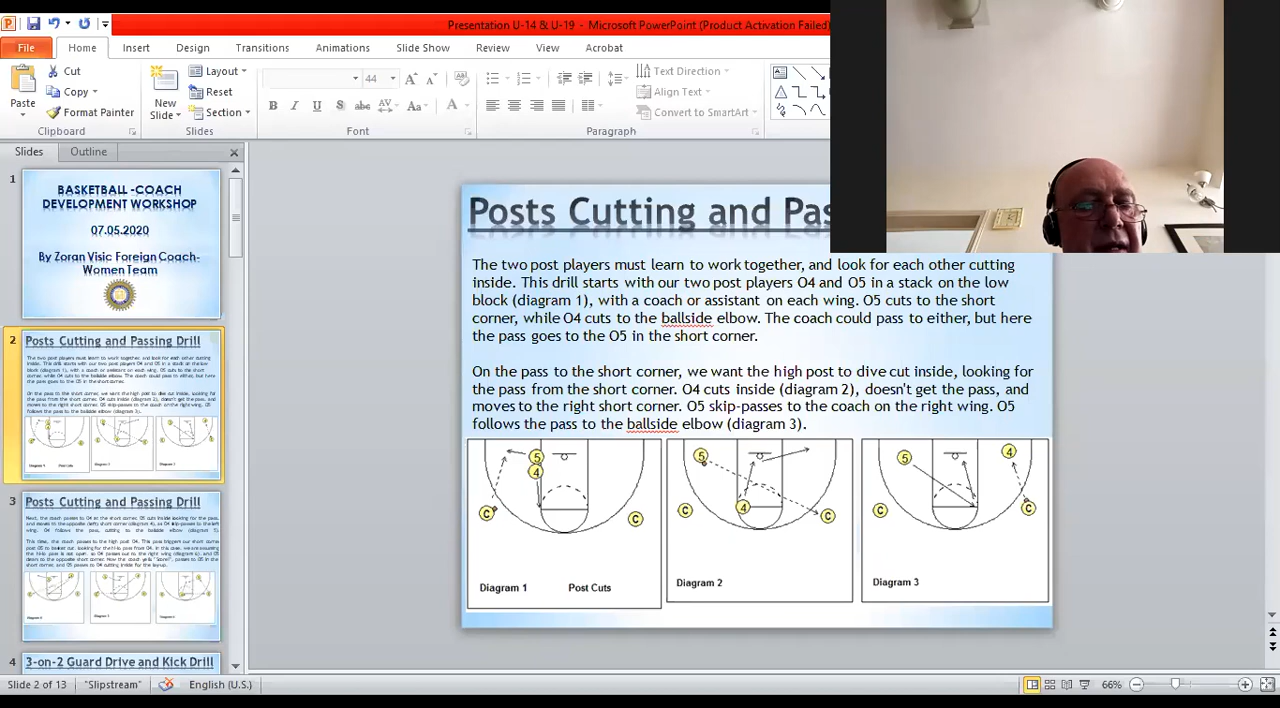 Presentation U-14 & U-19 - Microsoft PowerPoint (Product Activation Failed)
File Home Insert Design Transitions Animations Slide Show Review View Acrobat
Paste
Cut
Copy
Format Painter
Clipboard
New
Slide
Layout
Reset
Section
Slides
44
Font
Text Direction
Align Text
Convert to SmartArt
Paragraph
Slides Outline
1
BASKETBALL -COACH
DEVELOPMENT WORKSHOP
07.05.2020
By Zoran Visic Foreign Coach-
Women Team
2
Posts Cutting and Passing Drill
3
Posts Cutting and Passing Drill
4
3-on-2 Guard Drive and Kick Drill
Posts Cutting and Pas
The two post players must learn to work together, and look for each other cutting
inside. This drill starts with our two post players O4 and O5 in a stack on the low
block (diagram 1), with a coach or assistant on each wing. O5 cuts to the short
corner, while O4 cuts to the ballside elbow. The coach could pass to either, but here
the pass goes to the O5 in the short corner.
On the pass to the short corner, we want the high post to dive cut inside, looking for
the pass from the short corner. O4 cuts inside (diagram 2), doesn't get the pass, and
moves to the right short corner. O5 skip-passes to the coach on the right wing. O5
follows the pass to the ballside elbow (diagram 3).
5
4
C
C
Diagram 1 Post Cuts
5
4
C
C
Diagram 2
5
4
C
C
Diagram 3
Slide 2 of 13 "Slipstream" English (U.S.) 66%